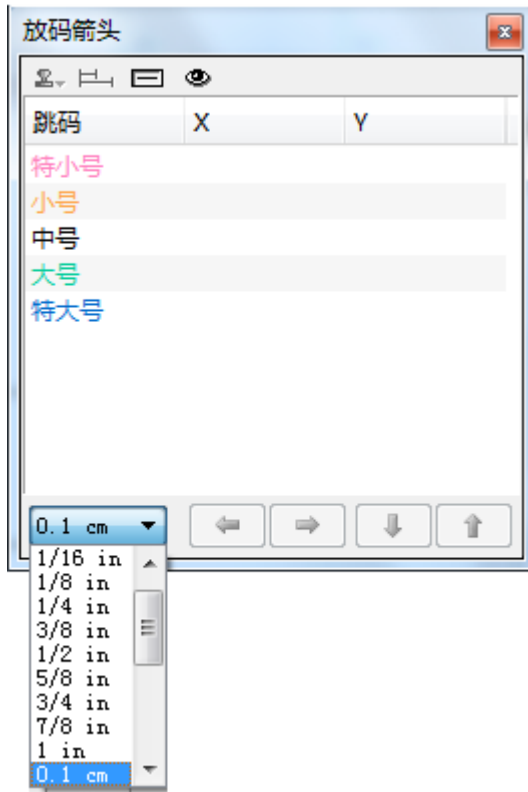 放码箭头
跳码 X Y
特小号
小号
中号
大号
特大号
0.1 cm
1/16 in
1/8 in
1/4 in
3/8 in
1/2 in
5/8 in
3/4 in
7/8 in
1 in
0.1 cm